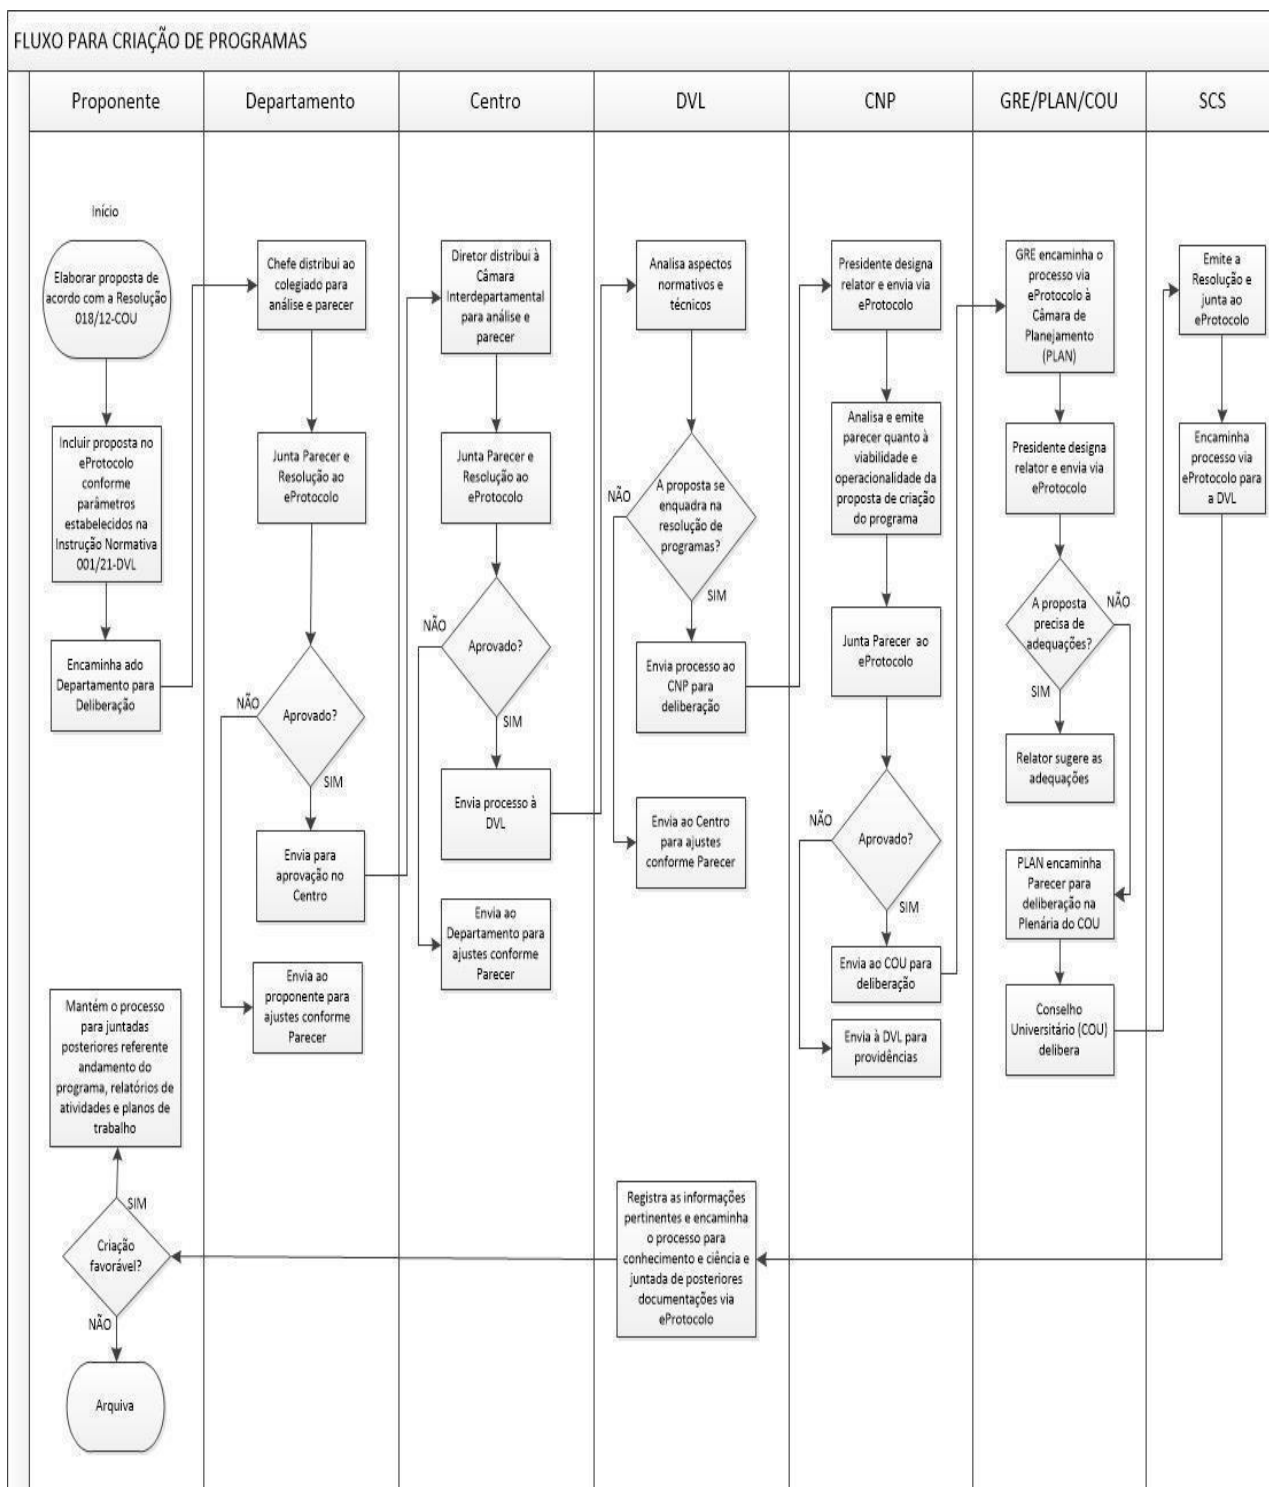 FLUXO PARA CRIAÇÃO DE PROGRAMAS
Proponente
Departamento
Centro
DVL
CNP
GRE/PLAN/COU
SCS
Início
Elaborar proposta de
acordo com a Resolução
018/12-COU
Incluir proposta no
eProtocolo
conforme
parâmetros
estabelecidos na
Instrução Normativa
001/21-DVL
Encaminha ado
Departamento para
Deliberação
Chefe distribui ao
colegiado para
análise e parecer
Junta Parecer e
Resolução ao
eProtocolo
Aprovado?
NÃO
SIM
Envia para
aprovação no
Centro
Envia ao
proponente para
ajustes conforme
Parecer
Diretor distribui à
Câmara
Interdepartamental
para análise e
parecer
Junta Parecer e
Resolução ao
eProtocolo
NÃO
Aprovado?
SIM
Envia processo à
DVL
Envia ao
Departamento para
ajustes conforme
Parecer
Analisa aspectos
normativos e
técnicos
NÃO
A proposta se
enquadra na
resolução de
programas?
SIM
Envia processo ao
CNP para
deliberação
Envia ao Centro
para ajustes
conforme Parecer
Presidente designa
relator e envia via
eProtocolo
Analisa e emite
parecer quanto à
viabilidade e
operacionalidade da
proposta de criação
do programa
Junta Parecer ao
eProtocolo
NÃO
Aprovado?
SIM
Envia ao COU para
deliberação
Envia à DVL para
providências
GRE encaminha o
processo via
eProtocolo à
Câmara de
Planejamento
(PLAN)
Presidente designa
relator e envia via
eProtocolo
A proposta
precisa de
adequações?
NÃO
SIM
Relator sugere as
adequações
PLAN encaminha
Parecer para
deliberação na
Plenária do COU
Conselho
Universitário (COU)
delibera
Emite a
Resolução e
junta ao
eProtocolo
Encaminha
processo via
eProtocolo para
a DVL
Registra as informações
pertinentes e encaminha
o processo para
conhecimento e ciência e
juntada de posteriores
documentações via
eProtocolo
Mantém o processo
para juntadas
posteriores referente
andamento do
programa, relatórios de
atividades e planos de
trabalho
SIM
Criação
favorável?
NÃO
Arquiva